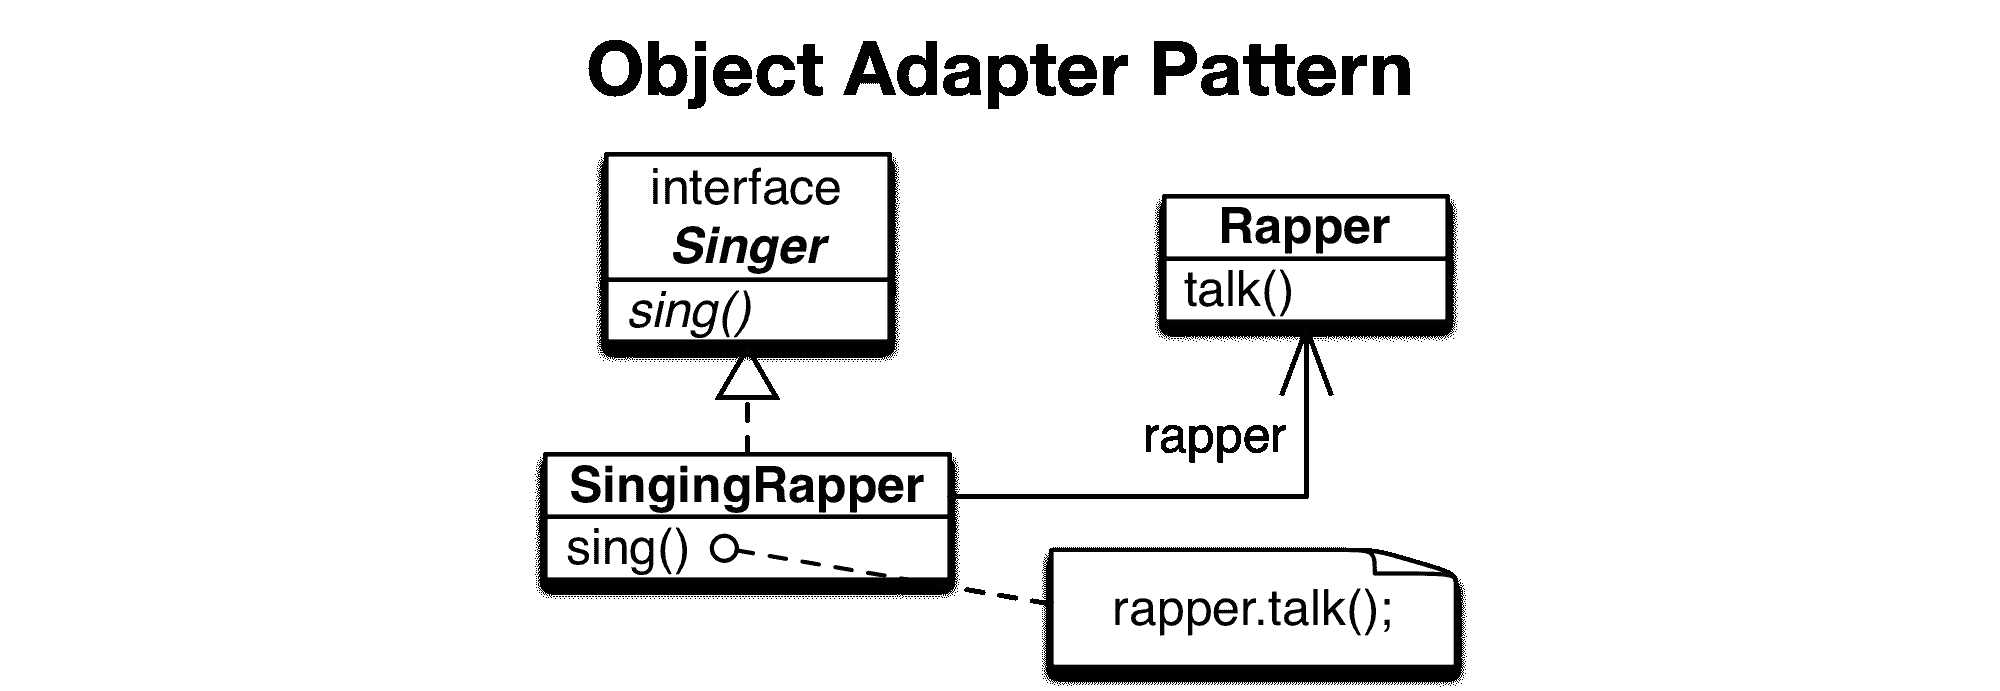 Object Adapter Pattern
interface
Singer
sing()
Rapper
talk()
rapper
SingingRapper
sing()
rapper.talk();